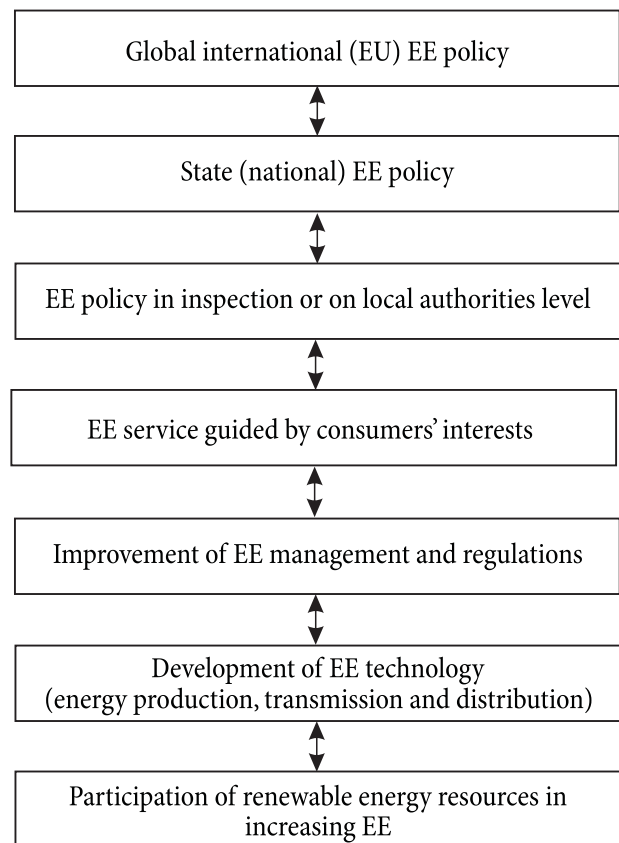 Global international (EU) EE policy
State (national) EE policy
EE policy in inspection or on local authorities level
EE service guided by consumers’ interests
Improvement of EE management and regulations
Development of EE technology
(energy production, transmission and distribution)
Participation of renewable energy resources in
increasing EE